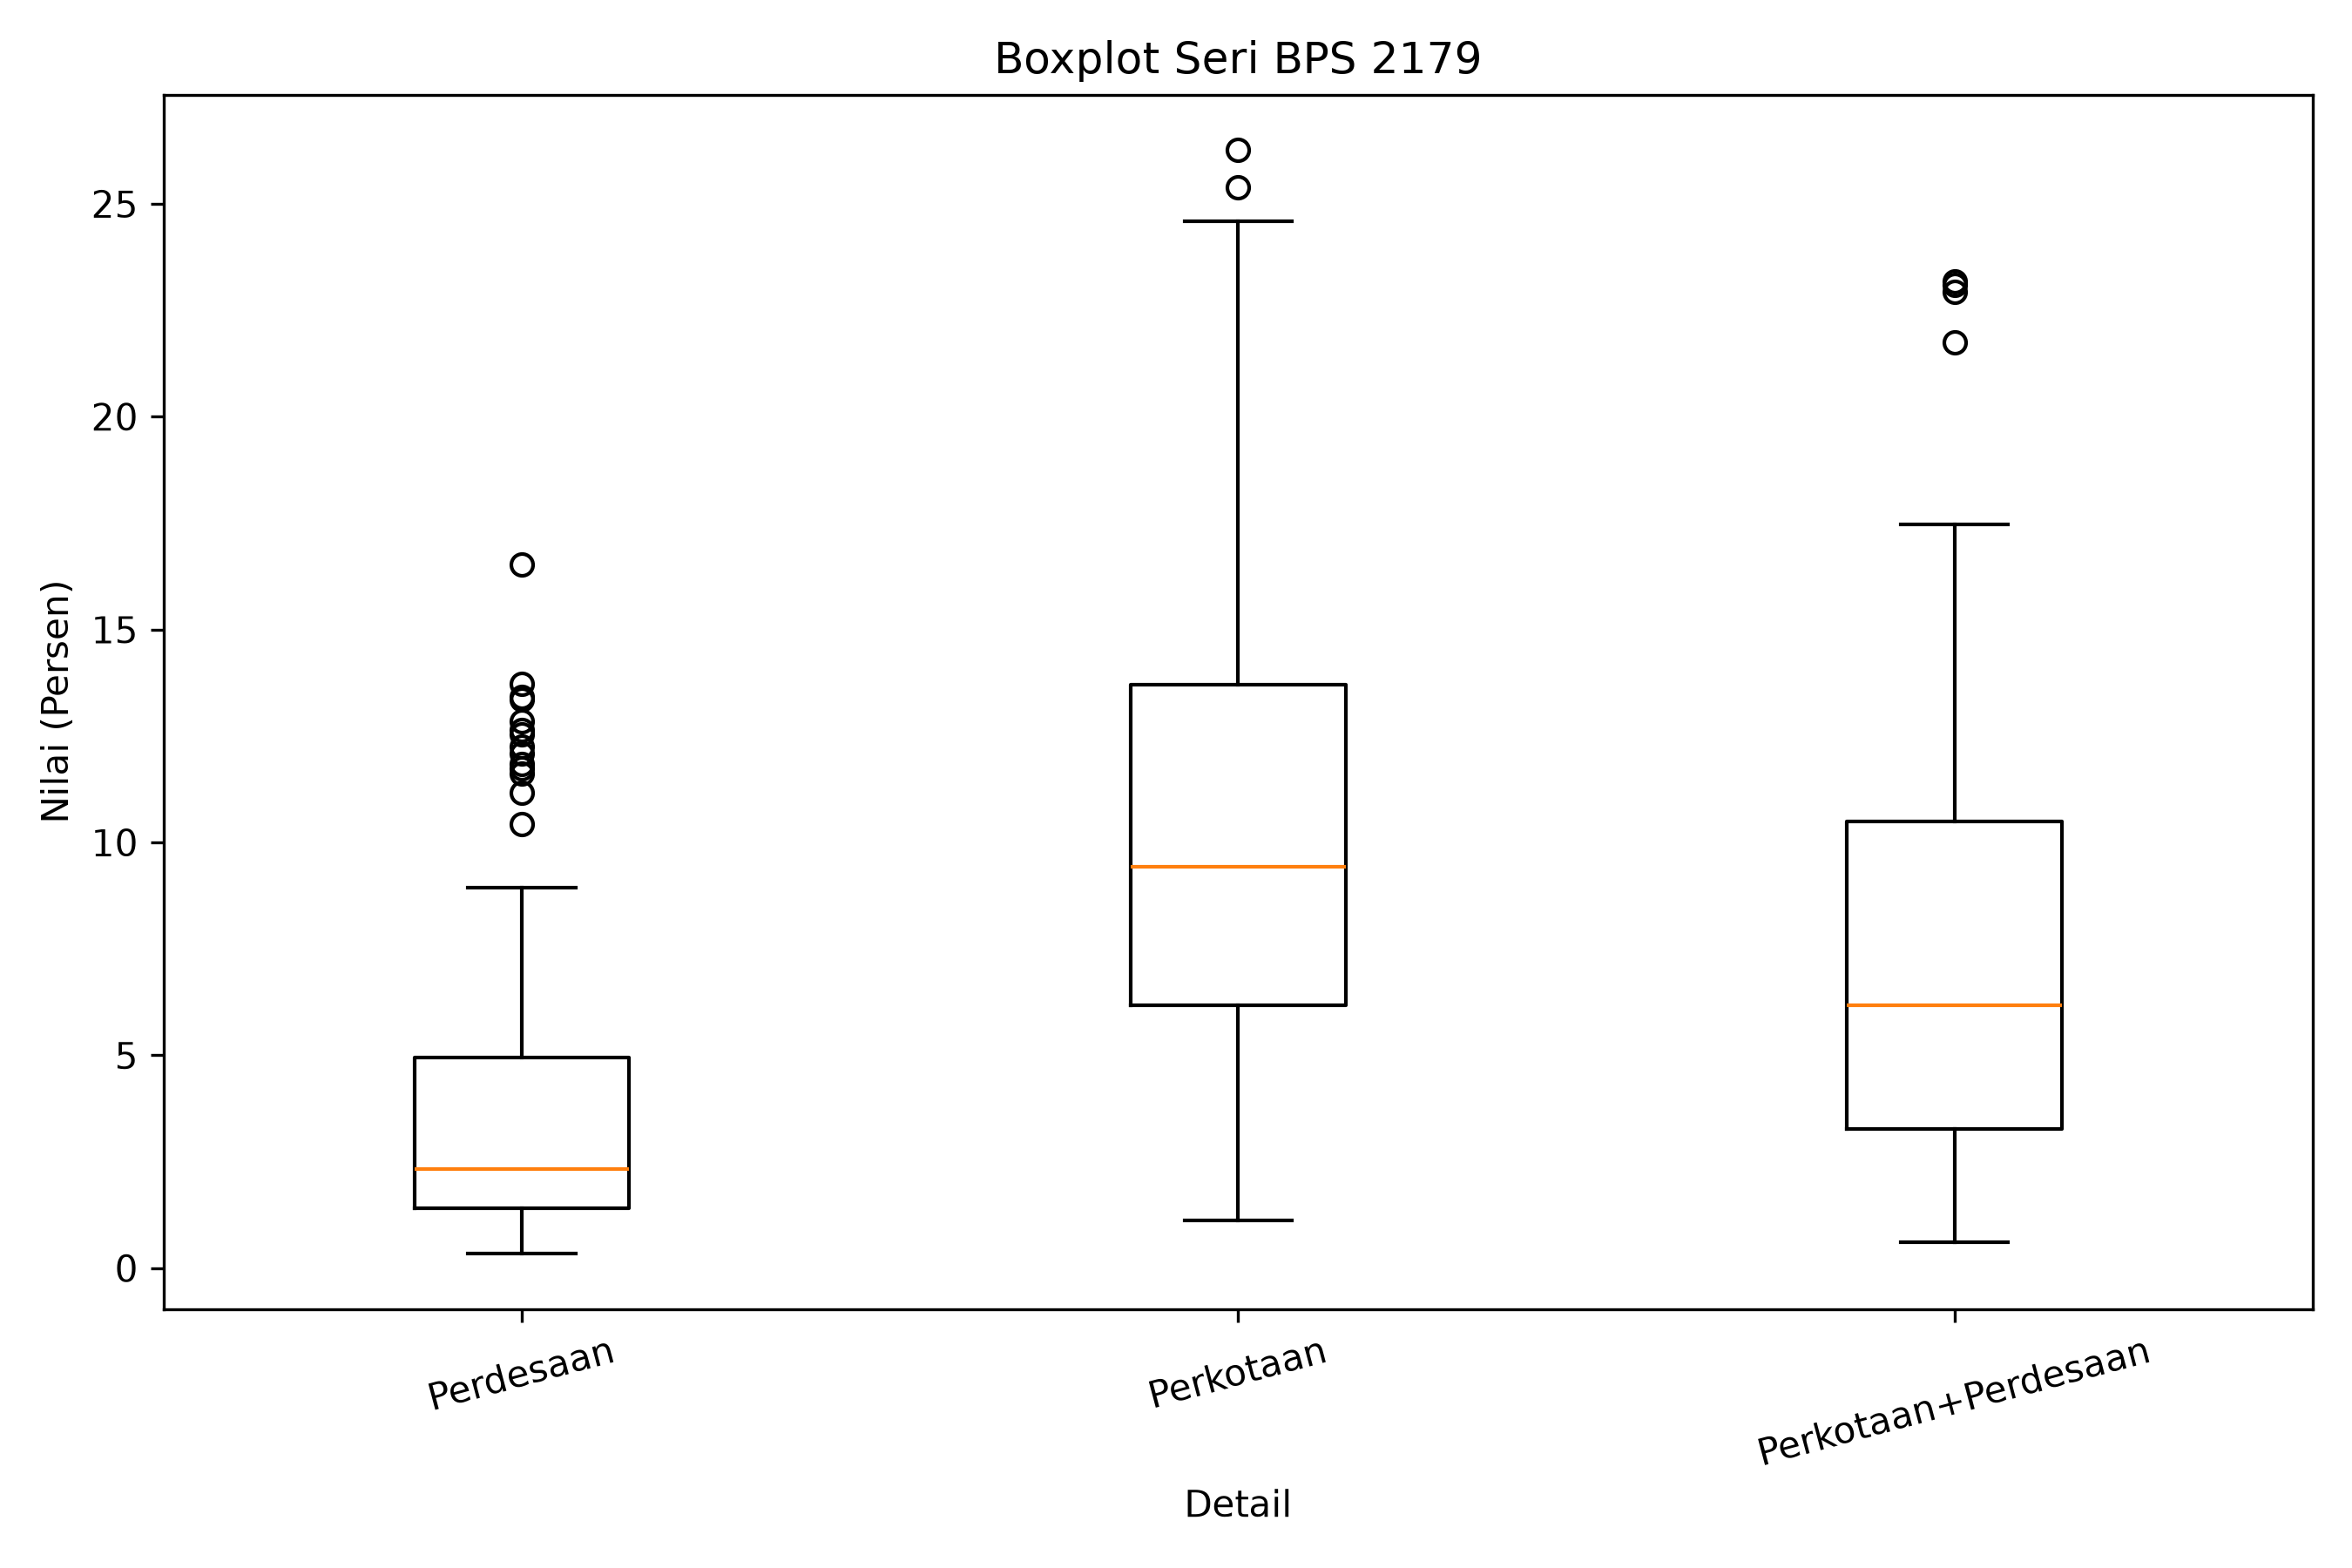 Boxplot Seri BPS 2179
Nilai (Persen)
25
20
15
10
5
0
Perdesaan
Perkotaan
Perkotaan+Perdesaan
Detail